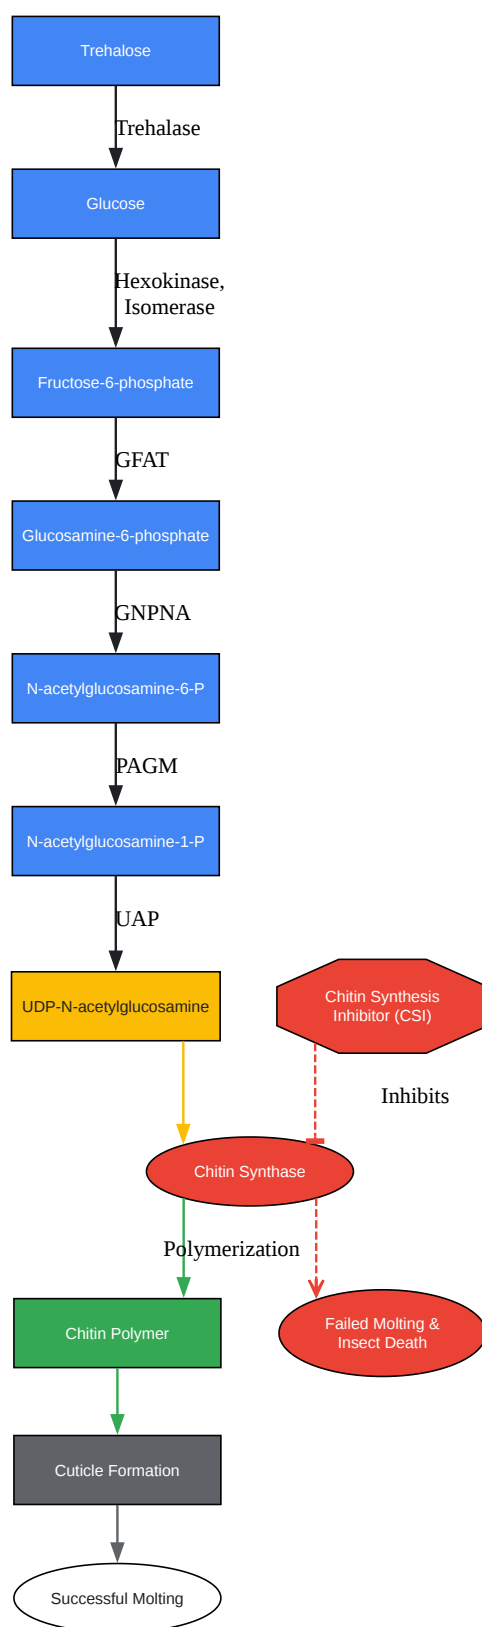 Trehalose
Trehalase
Glucose
Hexokinase,
Isomerase
Fructose-6-phosphate
GFAT
Glucosamine-6-phosphate
GNPNA
N-acetylglucosamine-6-P
PAGM
N-acetylglucosamine-1-P
UAP
UDP-N-acetylglucosamine
Chitin Synthesis
Inhibitor (CSI)
Inhibits
Chitin Synthase
Polymerization
Chitin Polymer
Failed Molting &
Insect Death
Cuticle Formation
Successful Molting